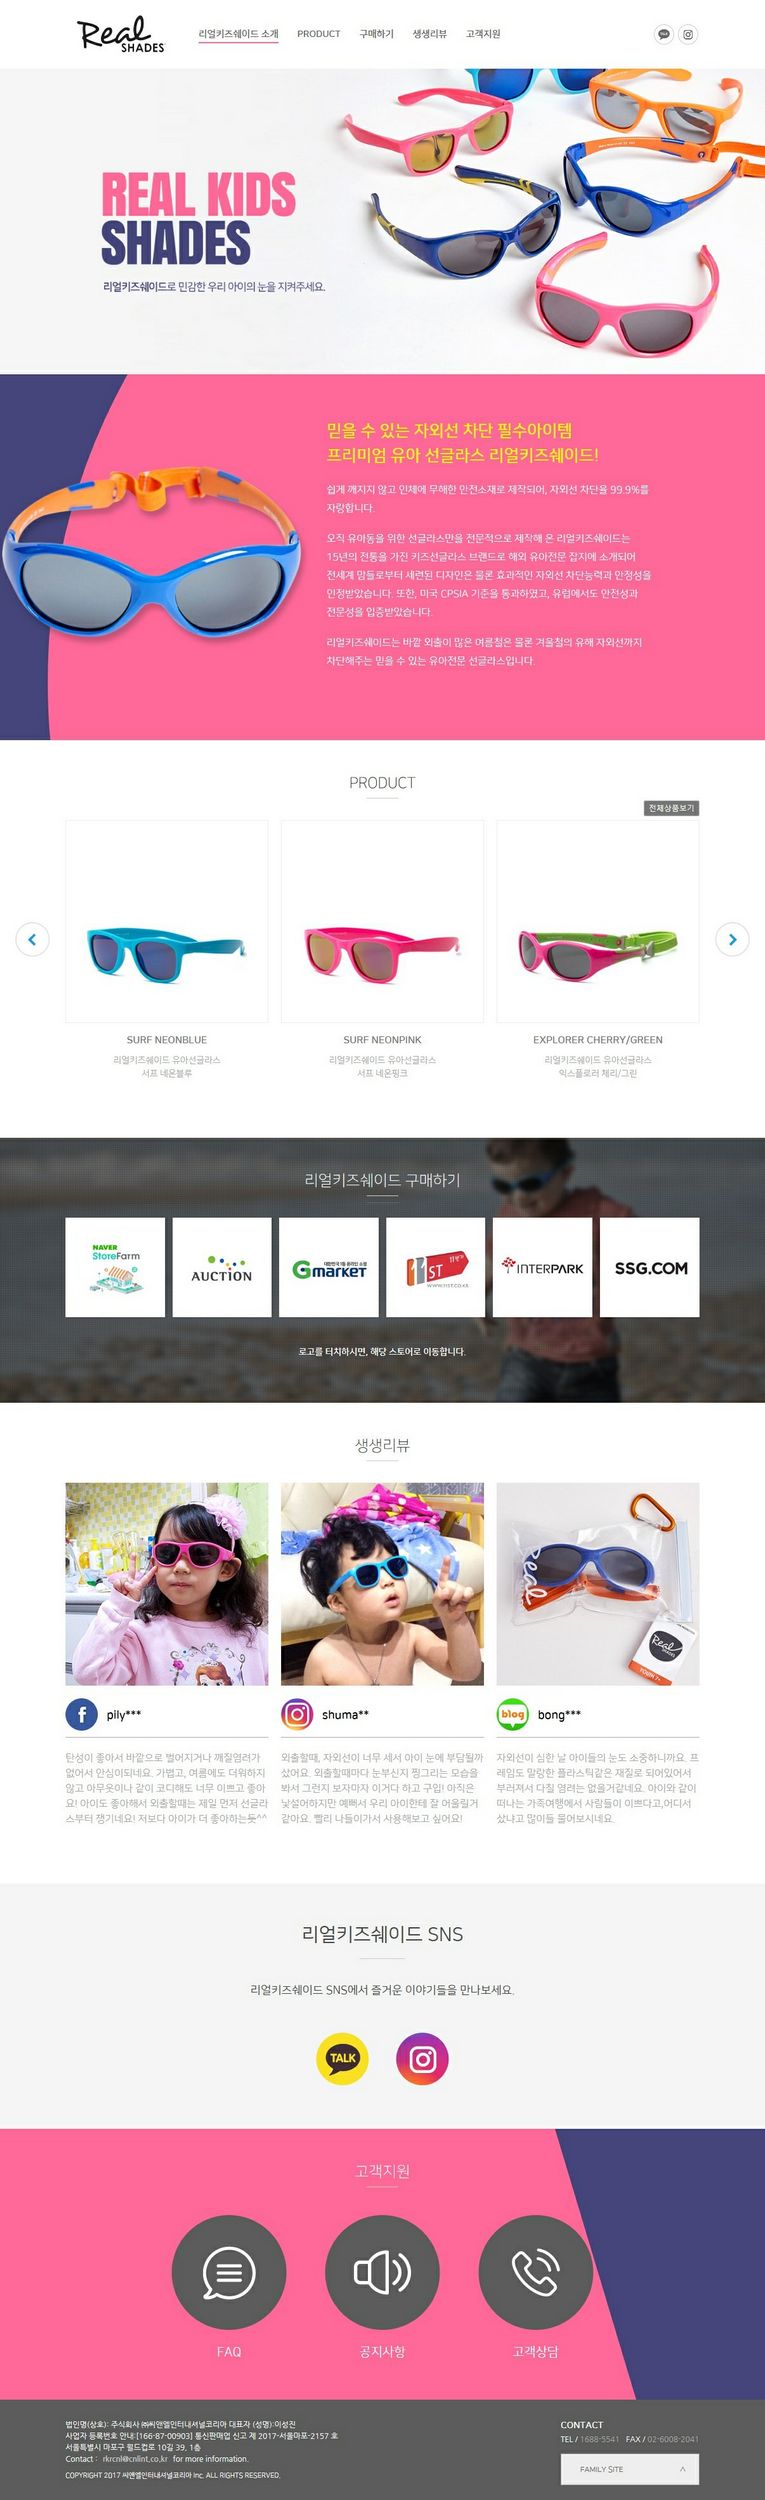 Real
SHADES
리얼키즈쉐이드 소개 PRODUCT 구매하기 생생리뷰 고객지원
REAL KIDS
SHADES
리얼키즈쉐이드로 민감한 우리 아이의 눈을 지켜주세요.
믿을 수 있는 자외선 차단 필수아이템
프리미엄 유아 선글라스 리얼키즈쉐이드!
쉽게 깨지지 않고 인체에 무해한 안전소재로 제작되어, 자외선 차단율 99.9%를
자랑합니다.
오직 유아동을 위한 선글라스만을 전문적으로 제작해 온 리얼키즈쉐이드는
15년의 전통을 가진 키즈선글라스 브랜드로 해외 유아전문 잡지에 소개되어
전세계 맘들로부터 세련된 디자인은 물론 효과적인 자외선 차단능력과 안정성을
인정받았습니다. 또한, 미국 CPSIA 기준을 통과하였고, 유럽에서도 안전성과
전문성을 입증받았습니다.
리얼키즈쉐이드는 바깥 외출이 많은 여름철은 물론 겨울철의 유해 자외선까지
차단해주는 믿을 수 있는 유아전문 선글라스입니다.
PRODUCT
전체상품보기
SURF NEONBLUE
리얼키즈쉐이드 유아선글라스
서프 네온블루
SURF NEONPINK
리얼키즈쉐이드 유아선글라스
서프 네온핑크
EXPLORER CHERRY/GREEN
리얼키즈쉐이드 유아선글라스
익스플로러 체리/그린
리얼키즈쉐이드 구매하기
NAVER
StoreFarm
AUCTION
Gmarket
11ST
WWW.11ST.CO.KR
INTERPARK
SSG.COM
로고를 터치하시면, 해당 스토어로 이동합니다.
생생리뷰
Real
Real
SHADES
f pily***
탄성이 좋아서 바깥으로 벌어지거나 깨질염려가
없어서 안심이되네요. 가볍고, 여름에도 더워하지
않고 아무옷이나 같이 코디해도 너무 이쁘고 좋아
요! 아이도 좋아해서 외출할때는 제일 먼저 선글라
스부터 챙기네요! 저보다 아이가 더 좋아하는듯^^
shuma**
외출할때, 자외선이 너무 세서 아이 눈에 부담될까
샀어요. 외출할때마다 눈부신지 찡그리는 모습을
봐서 그런지 보자마자 이거다 하고 구입! 아직은
낯설어하지만 예뻐서 우리 아이한테 잘 어울릴거
같아요. 빨리 나들이가서 사용해보고 싶어요!
blog bong***
자외선이 심한 날 아이들의 눈도 소중하니까요. 프
레임도 말랑한 플라스틱같은 재질로 되어있어서
부러져서 다칠 염려는 없을거같네요. 아이와 같이
떠나는 가족여행에서 사람들이 이쁘다고,어디서
샀냐고 많이들 물어보시네요.
리얼키즈쉐이드 SNS
리얼키즈쉐이드 SNS에서 즐거운 이야기들을 만나보세요.
TALK
고객지원
FAQ
공지사항
고객상담
법인명(상호): 주식회사 ㈜씨앤엘인터내셔널코리아 대표자 (성명):이성진
사업자 등록번호 안내:[166-87-00903] 통신판매업 신고 제 2017-서울마포-2157 호
서울특별시 마포구 월드컵로 10길 39, 1층
Contact : rkrcnl@cnlint.co.kr for more information.
COPYRIGHT 2017 씨앤엘인터내셔널코리아 Inc. ALL RIGHTS RESERVED.
CONTACT
TEL / 1688-5541 FAX / 02-6008-2041
FAMILY SITE